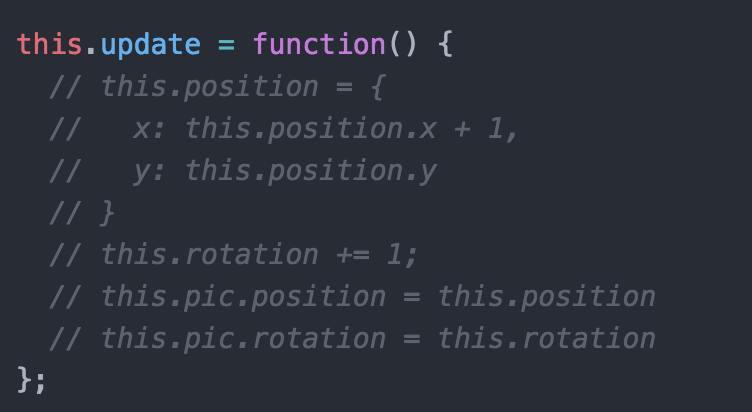 this.update = function() {
  // this.position = {
  //   x: this.position.x + 1,
  //   y: this.position.y
  // }
  // this.rotation += 1;
  // this.pic.position = this.position
  // this.pic.rotation = this.rotation
};